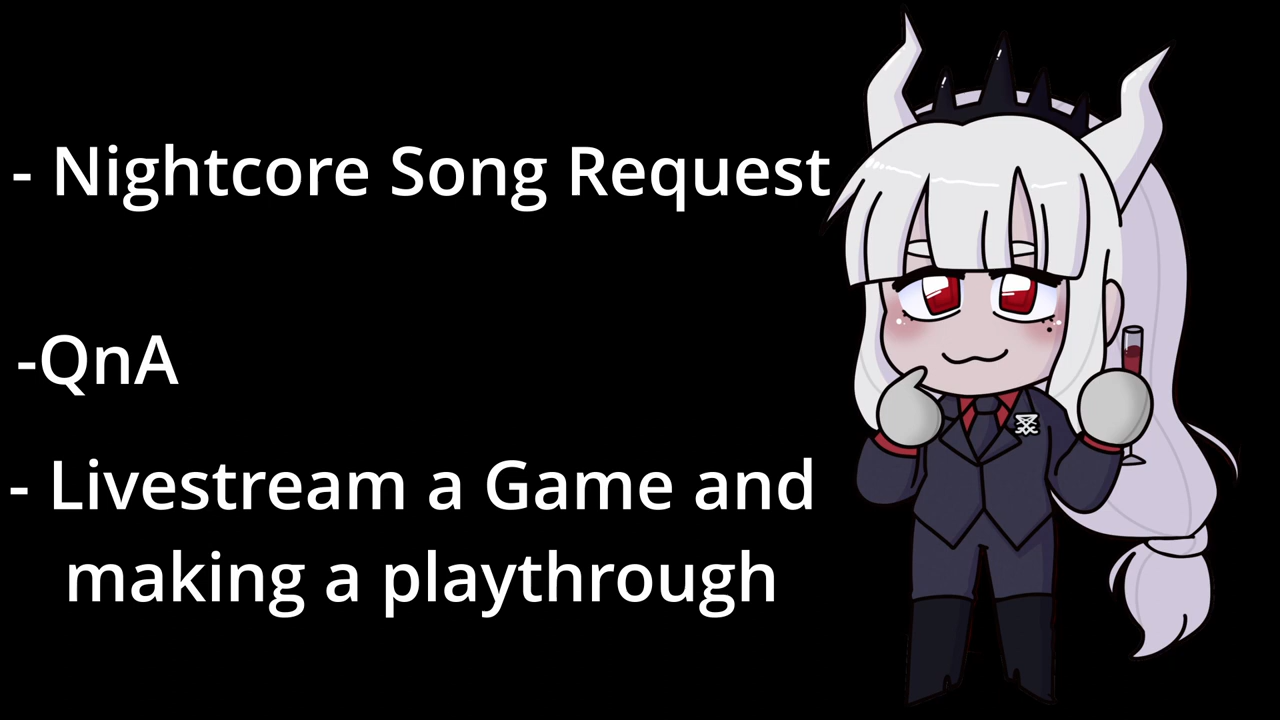 - Nightcore Song Request
-QnA
- Livestream a Game and
making a playthrough